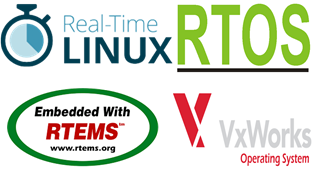 Real-Time
LINUX
RTOS
Embedded With
RTEMS
www.rtems.org
VxWorks
Operating System